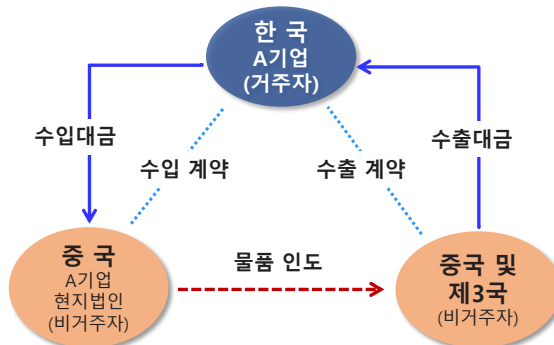 한 국
A기업
(거주자)
수입대금
수출대금
수입 계약
수출 계약
중 국
A기업
현지법인
(비거주자)
물품 인도
중국 및
제3국
(비거주자)